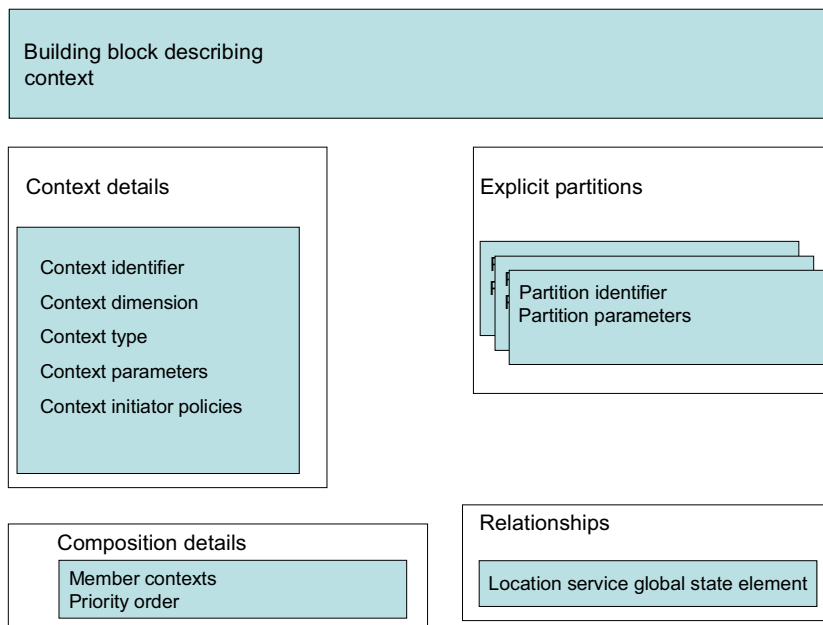 Building block describing
context
Context details
Context identifier
Context dimension
Context type
Context parameters
Context initiator policies
Explicit partitions
Partition identifier
Partition parameters
Composition details
Member contexts
Priority order
Relationships
Location service global state element